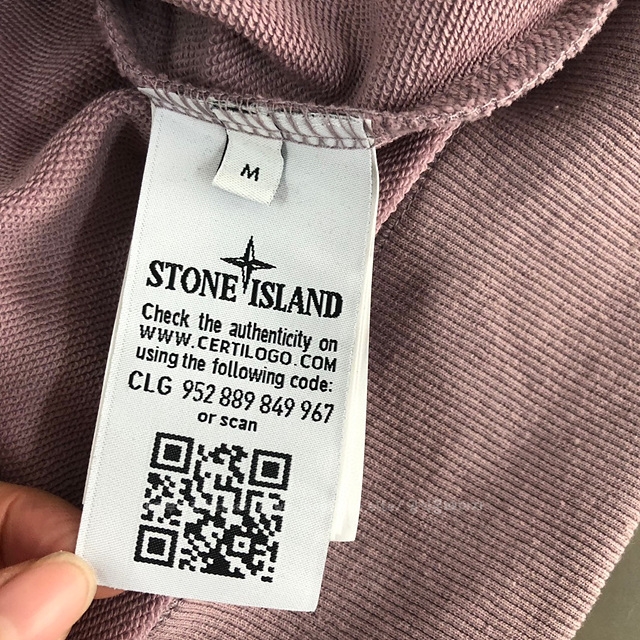 M
STONE ISLAND
Check the authenticity on
WWW.CERTILOGO.COM
using the following code:
CLG 952 889 849 967
or scan